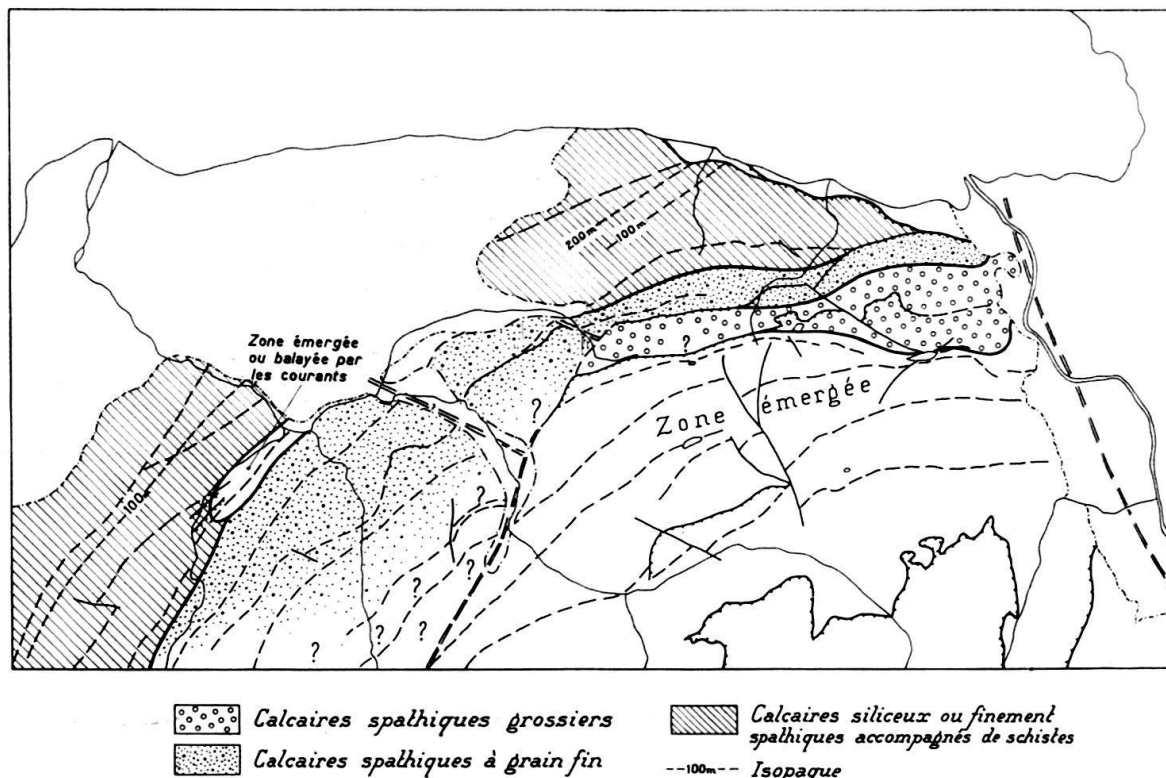 200m
100m
Zone émergée
ou balayée par
les courants
?
Zone émergée
?
100m
?
?
?
?
?
?
?
Calcaires spathiques grossiers
Calcaires spathiques à grain fin
Calcaires siliceux ou finement
spathiques accompagnés de schistes
--100m-- Isopaque